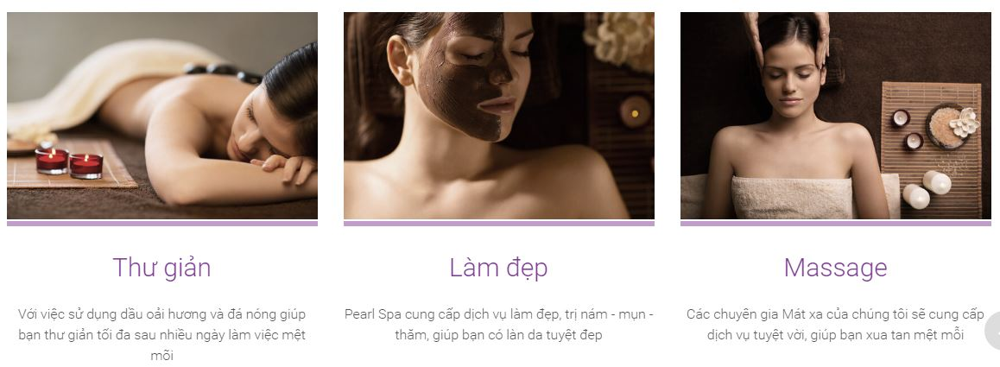 Thư giản
Với việc sử dụng dầu oải hương và đá nóng giúp
bạn thư giản tối đa sau nhiều ngày làm việc mệt
mõi
Làm đẹp
Pearl Spa cung cấp dịch vụ làm đẹp, trị nám - mụn -
thăm, giúp bạn có làn da tuyệt đep
Massage
Các chuyên gia Mát xa của chúng tôi sẽ cung cấp
dịch vụ tuyệt vời, giúp bạn xua tan mệt mỗi